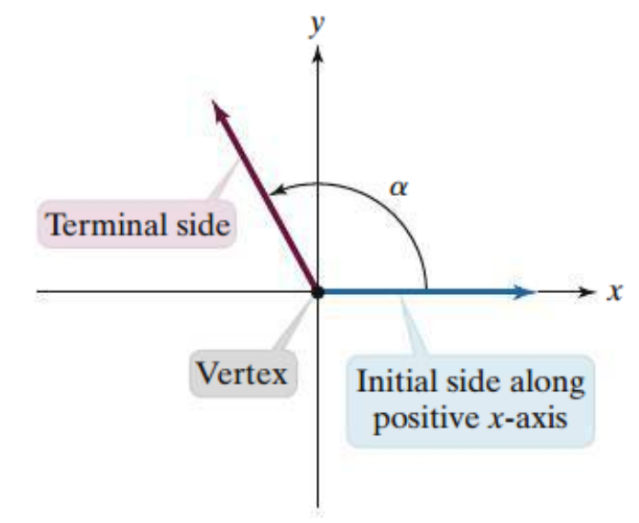 y
α
Terminal side
x
Vertex
Initial side along
positive x-axis